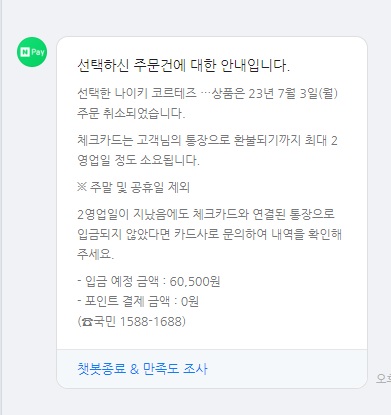 N Pay
선택하신 주문건에 대한 안내입니다.
선택한 나이키 코르테즈 …상품은 23년 7월 3일(월)
주문 취소되었습니다.
체크카드는 고객님의 통장으로 환불되기까지 최대 2
영업일 정도 소요됩니다.
※ 주말 및 공휴일 제외
2영업일이 지났음에도 체크카드와 연결된 통장으로
입금되지 않았다면 카드사로 문의하여 내역을 확인해
주세요.
- 입금 예정 금액 : 60,500원
- 포인트 결제 금액 : 0원
(☎국민 1588-1688)
챗봇종료 & 만족도 조사